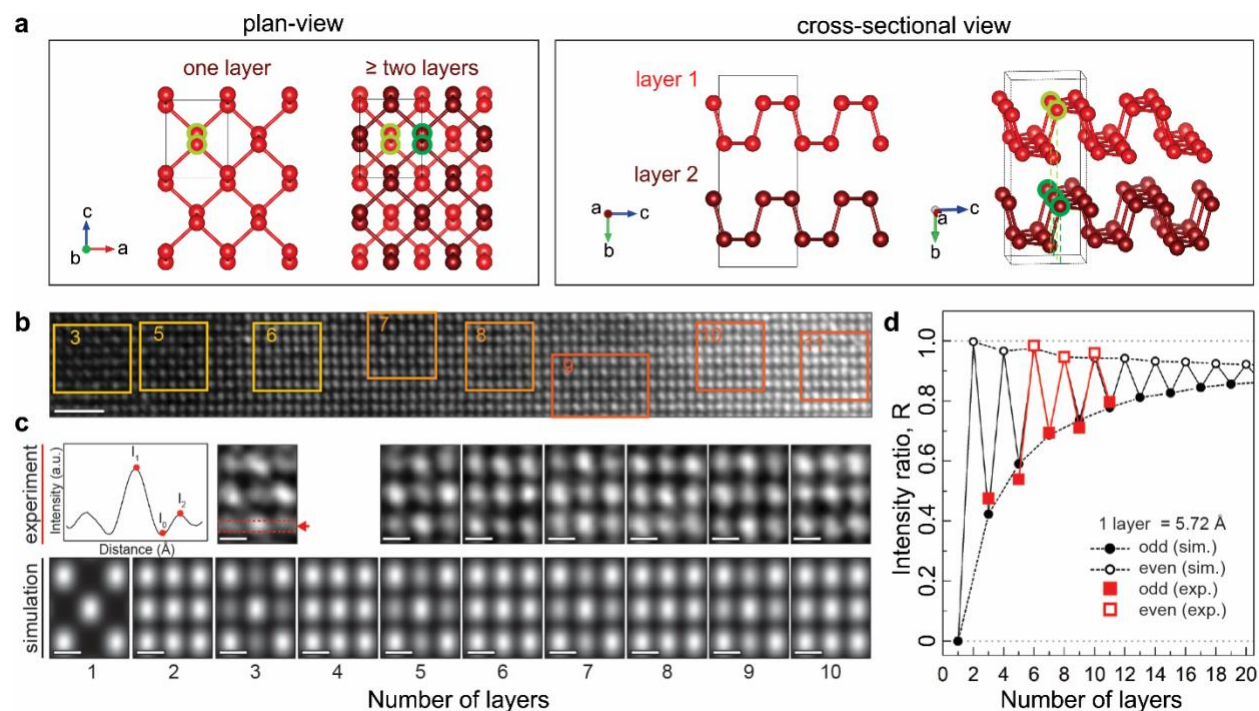 a
plan-view
cross-sectional view
one layer
≥ two layers
layer 1
layer 2
c
b
a
a
c
b
a
c
b
b
3
5
6
7
8
9
10
11
d
c
experiment
Intensity (a.u.)
I1
I0
I2
Distance (Å)
simulation
1 2 3 4 5 6 7 8 9 10
Number of layers
Intensity ratio, R
1.0
0.8
0.6
0.4
0.2
0
1 layer = 5.72 Å
odd (sim.)
even (sim.)
odd (exp.)
even (exp.)
0 2 4 6 8 10 12 14 16 18 20
Number of layers